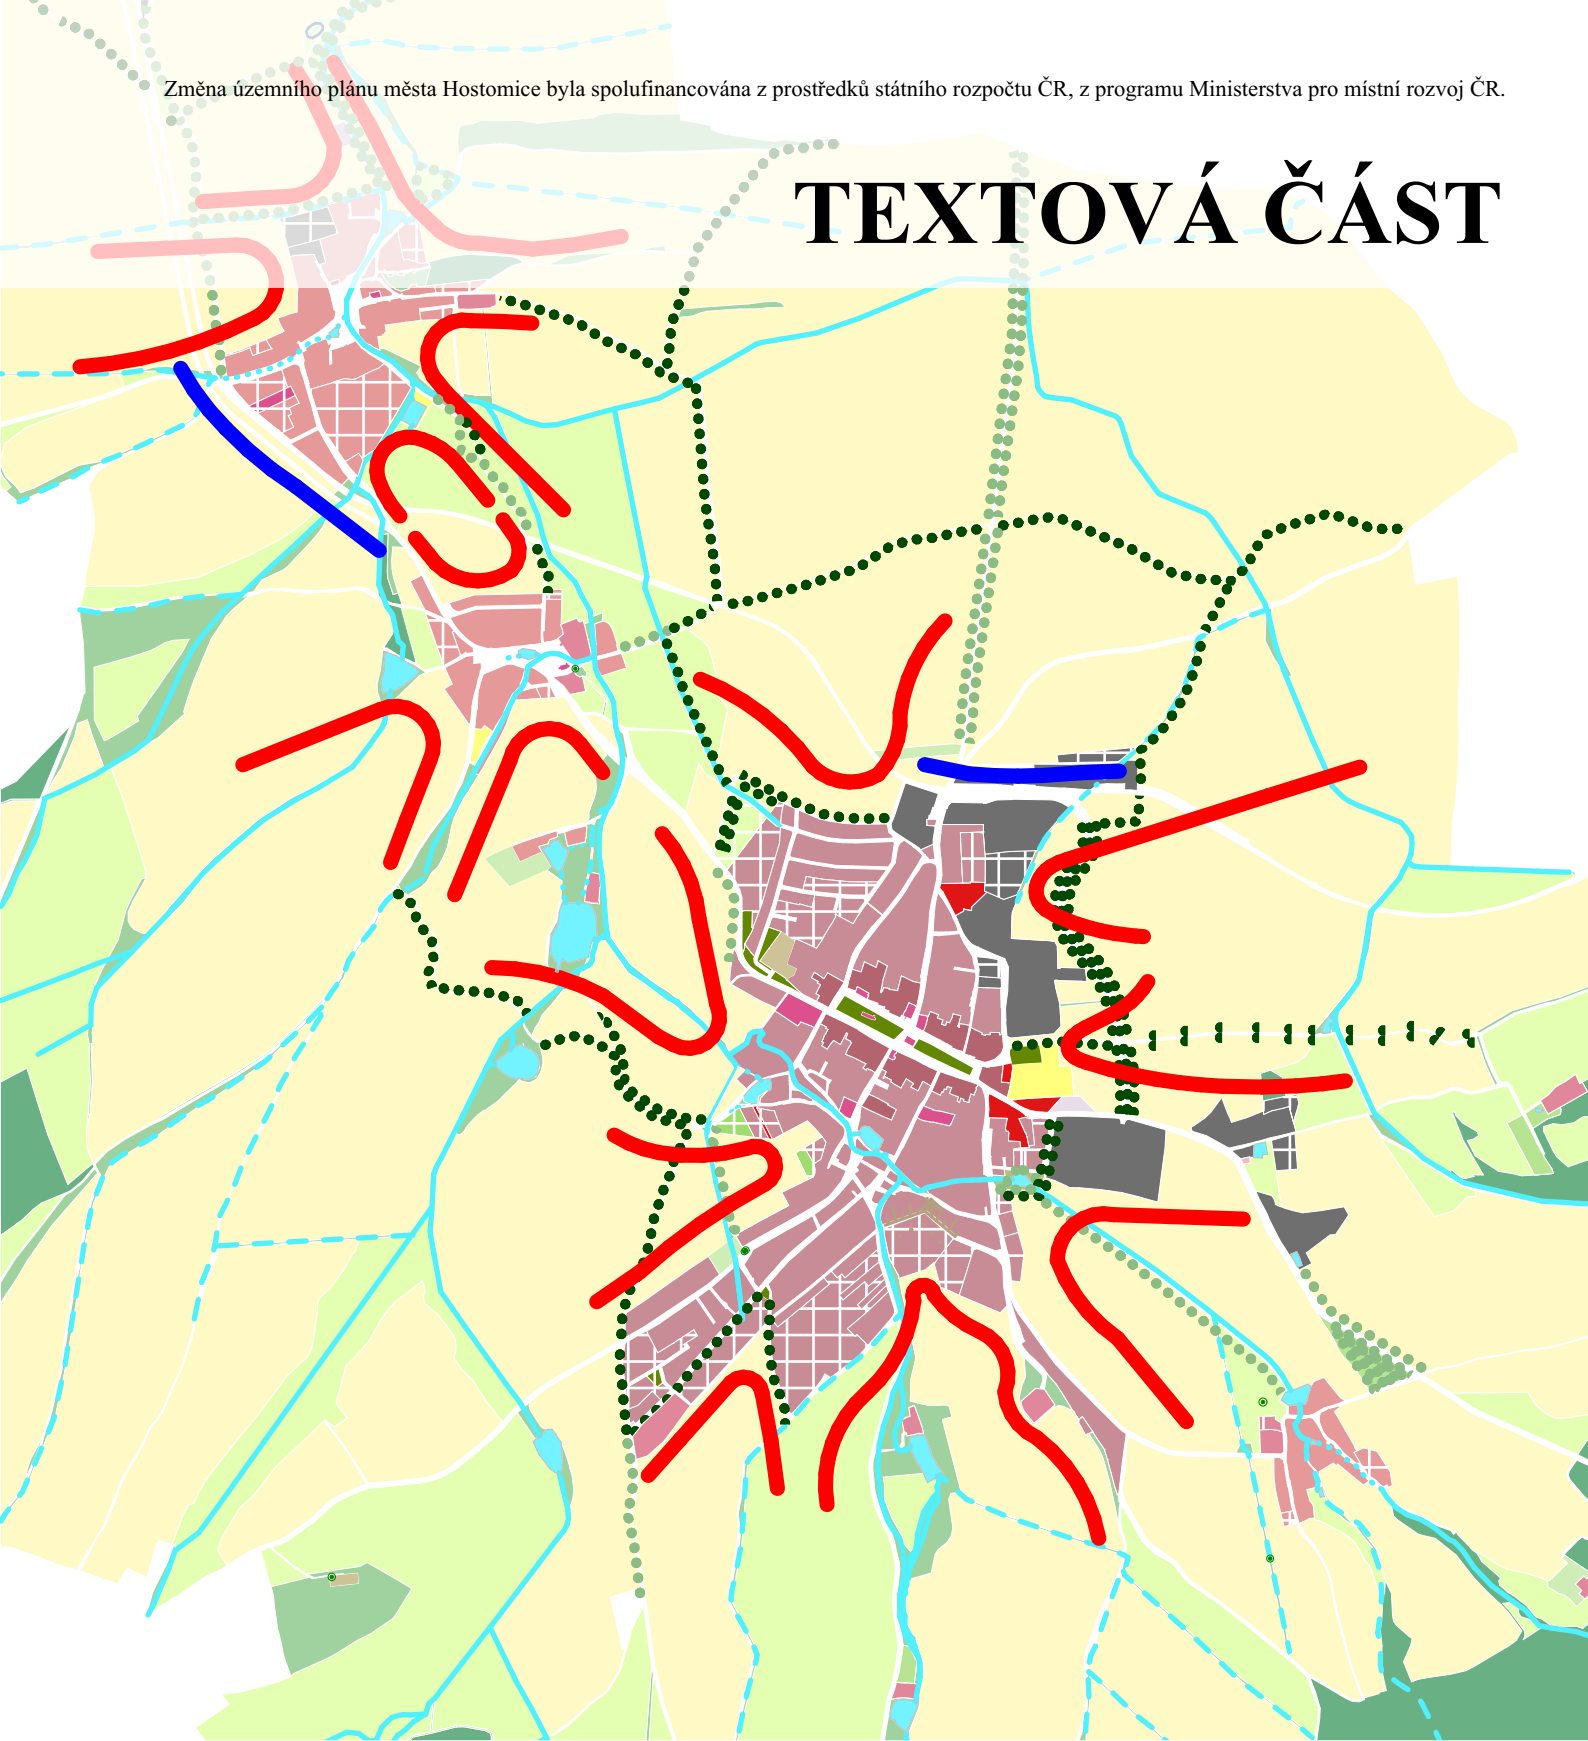 Změna územního plánu města Hostomice byla spolufinancována z prostředků státního rozpočtu ČR, z programu Ministerstva pro místní rozvoj ČR.
TEXTOVÁ ČÁST